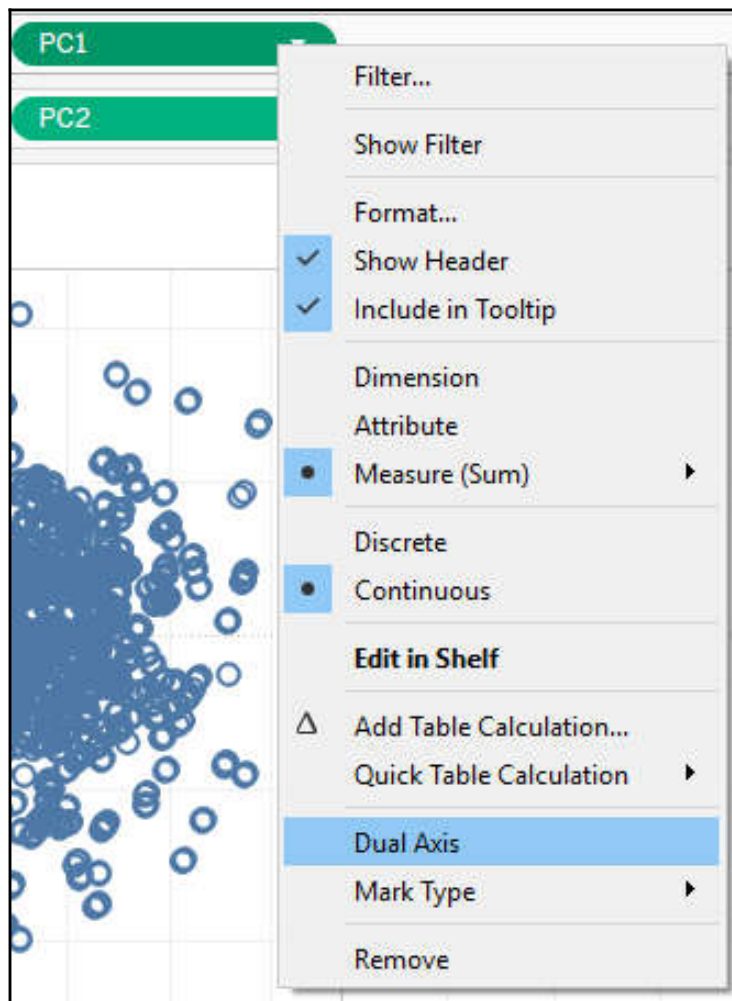 PC1
PC2
Filter...
Show Filter
Format...
Show Header
Include in Tooltip
Dimension
Attribute
Measure (Sum)
Discrete
Continuous
Edit in Shelf
Add Table Calculation...
Quick Table Calculation
Dual Axis
Mark Type
Remove